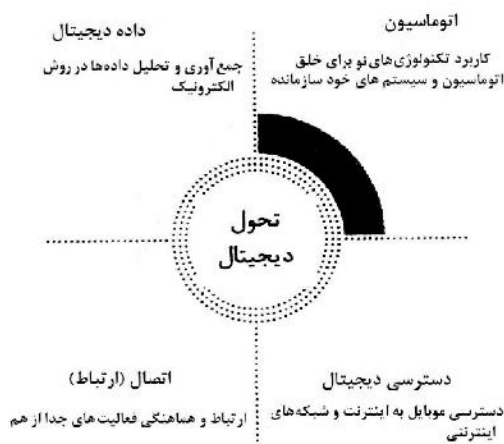 اتوماسیون
کاربرد تکنولوژی‌های نو برای خلق
اتوماسیون و سیستم های خود سازمانده
داده دیجیتال
جمع آوری و تحلیل داده‌ها در روش
الکترونیک
تحول
دیجیتال
دسترسی دیجیتال
دسترسی موبایل به اینترنت و شبکه‌های
اینترنتی
اتصال (ارتباط)
ارتباط و هماهنگی فعالیت‌های جدا از هم